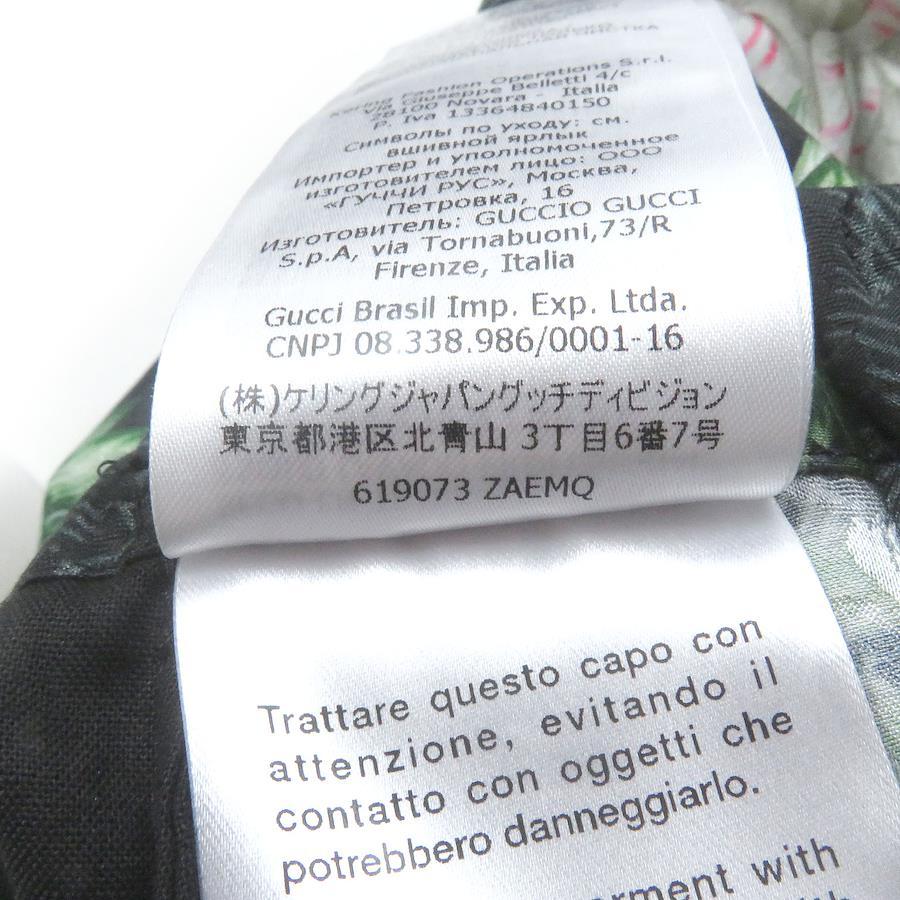 Kering Fashion Operations S.r.l.
via Giuseppe Belletti 4/c
28100 Novara - Italia
P. Iva 13364840150
Символы по уходу: см.
вшивной ярлык
Импортер и уполномоченное
изготовителем лицо: ООО
«ГУЧЧИ РУС», Москва,
Петровка, 16
Изготовитель: GUCCIO GUCCI
S.p.A, via Tornabuoni,73/R
Firenze, Italia
Gucci Brasil Imp. Exp. Ltda.
CNPJ 08.338.986/0001-16
(株)ケリングジャパングッチディビジョン
東京都港区北青山 3丁目6番7号
619073 ZAEMQ
Trattare questo capo con
attenzione, evitando il
contatto con oggetti che
potrebbero danneggiarlo.
with